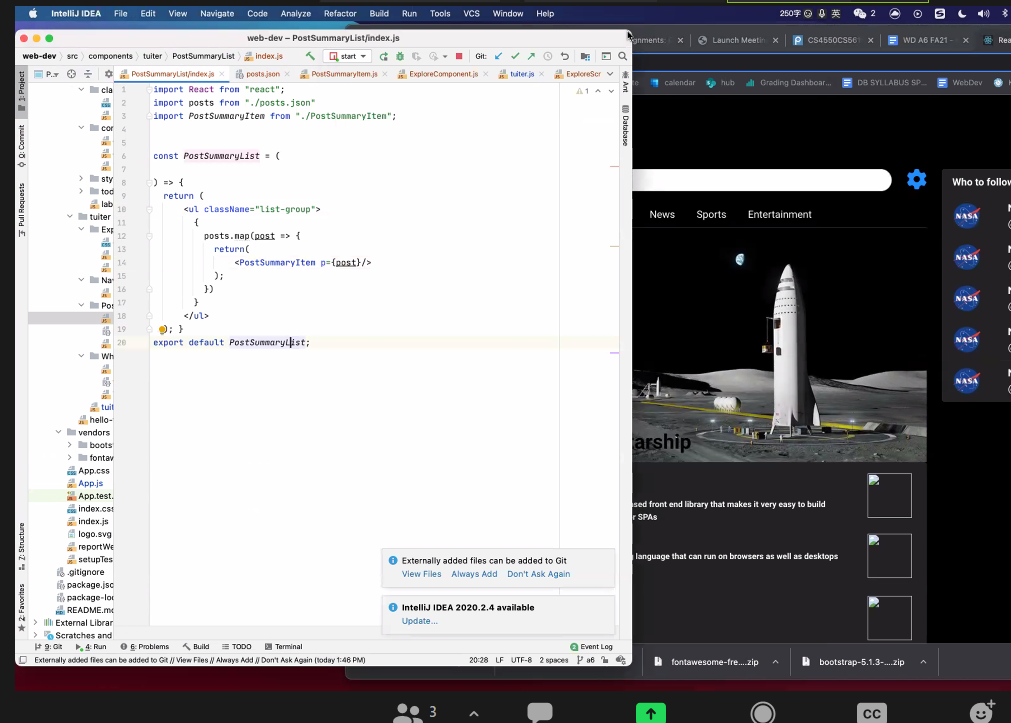 IntelliJ IDEA File Edit View Navigate Code Analyze Refactor Build Run Tools VCS Window Help 250字 英 2
web-dev – PostSummaryList/index.js
web-dev src components tuiter PostSummaryList index.js start Git:
P... PostSummaryList/index.js posts.json PostSummaryItem.js ExploreComponent.js tuiter.js ExploreScr
1 import React from "react";
2 import posts from "./posts.json"
3 import PostSummaryItem from "./PostSummaryItem";
4
5
6 const PostSummaryList = (
7
8 ) => {
9 return (
10 <ul className="list-group">
11 {
12 posts.map(post => {
13 return(
14 <PostSummaryItem p={post}/>
15 );
16 })
17 }
18 </ul>
19 ); }
20 export default PostSummaryList;
1
1: Project
0: Commit
Pull Requests
Z: Structure
2: Favorites
Ant
Database
cla
con
sty
tod
lab
tuiter
Exp
Nav
Pos
Wh
tuit
hello-
vendors
boots
fontaw
App.css
App.js
App.test.
index.css
index.js
logo.svg
reportWe
setupTes
.gitignore
package.jso
package-loc
README.md
External Librar
Scratches and
Externally added files can be added to Git
View Files Always Add Don't Ask Again
IntelliJ IDEA 2020.2.4 available
Update...
9: Git 4: Run 6: Problems Build TODO Terminal 2 Event Log
Externally added files can be added to Git // View Files // Always Add // Don't Ask Again (today 1:46 PM) 20:28 LF UTF-8 2 spaces a6
gnments: Launch Meeting CS4550CS561 WD A6 FA21 - Rea
calendar hub Grading Dashboar... DB SYLLABUS SP... WebDev
News Sports Entertainment
Who to follow
NASA
NASA
NASA
NASA
NASA
tarship
sed front end library that makes it very easy to build
r SPAs
g language that can run on browsers as well as desktops
fontawesome-fre....zip bootstrap-5.1.3-....zip
3 CC